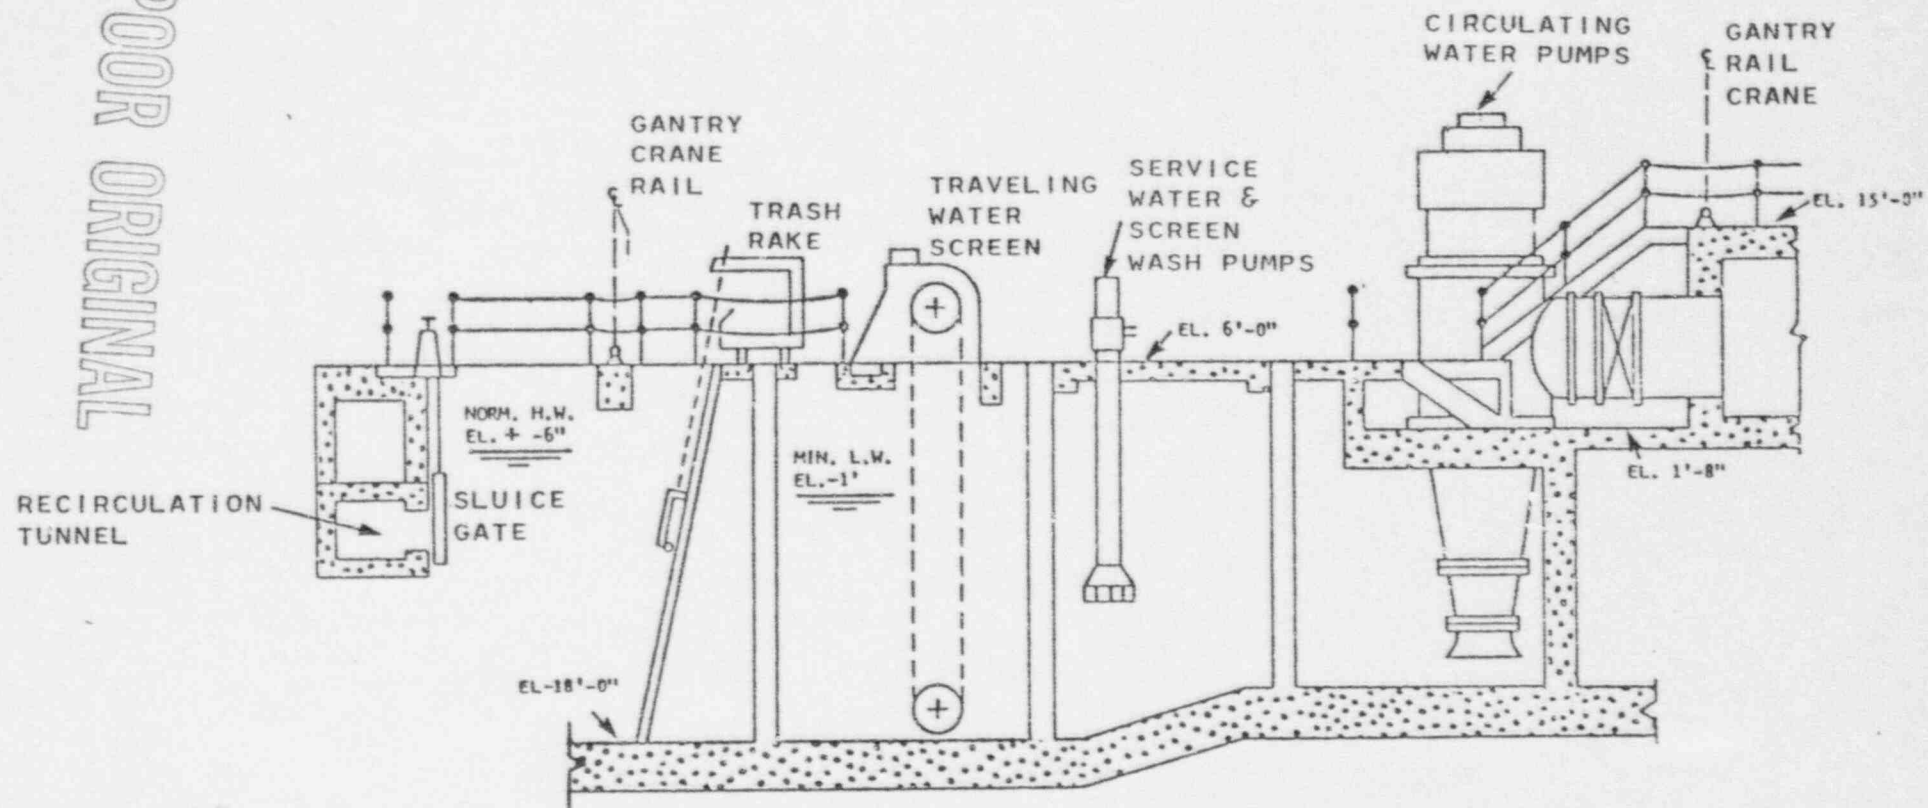 POOR ORIGINAL
CIRCULATING
WATER PUMPS
GANTRY
RAIL
CRANE
GANTRY
CRANE
RAIL
TRASH
RAKE
TRAVELING
WATER
SCREEN
SERVICE
WATER &
SCREEN
WASH PUMPS
EL. 15'-0"
EL. 6'-0"
NORM. H.W.
EL. + -6"
MIN. L.W.
EL.-1'
EL. 1'-8"
RECIRCULATION
TUNNEL
SLUICE
GATE
EL-18'-0"